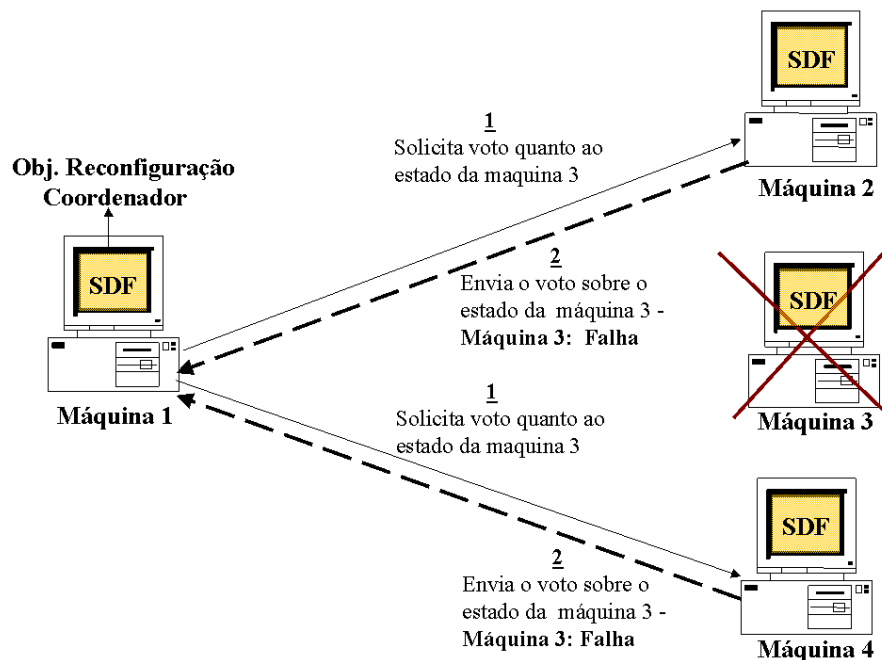 SDF
Máquina 2
1
Solicita voto quanto ao
estado da maquina 3
Obj. Reconfiguração
Coordenador
SDF
Máquina 1
2
Envia o voto sobre o
estado da máquina 3 -
Máquina 3: Falha
SDF
Máquina 3
1
Solicita voto quanto ao
estado da maquina 3
2
Envia o voto sobre o
estado da máquina 3 -
Máquina 3: Falha
SDF
Máquina 4